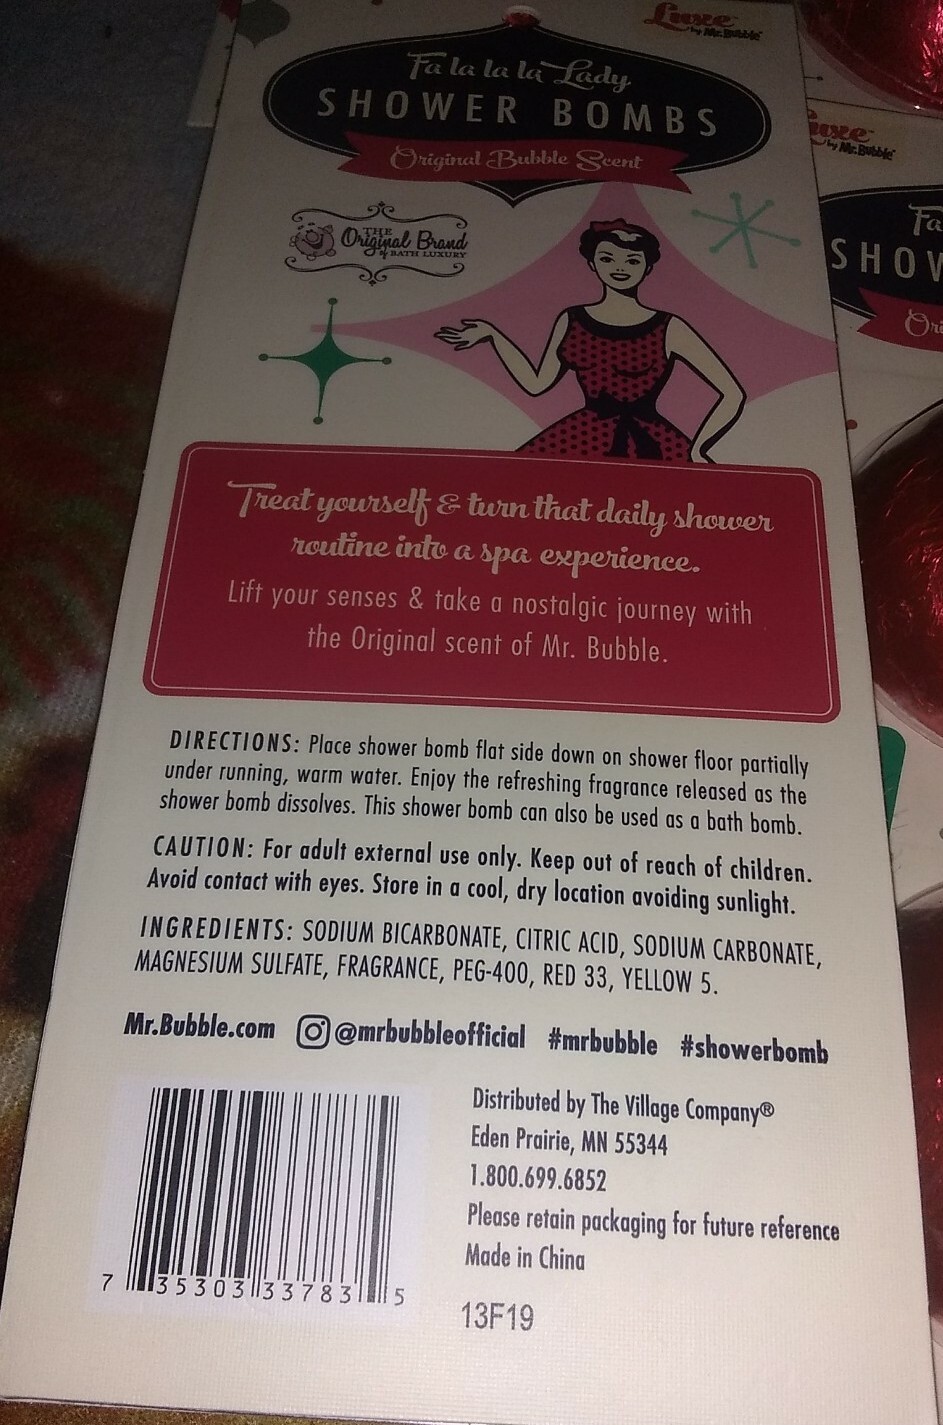 Luxe™
by Mr. Bubble®
Fa la la la Lady
SHOWER BOMBS
Original Bubble Scent
THE
Original Brand
of BATH LUXURY
Treat yourself & turn that daily shower
routine into a spa experience.
Lift your senses & take a nostalgic journey with
the Original scent of Mr. Bubble.
DIRECTIONS: Place shower bomb flat side down on shower floor partially
under running, warm water. Enjoy the refreshing fragrance released as the
shower bomb dissolves. This shower bomb can also be used as a bath bomb.
CAUTION: For adult external use only. Keep out of reach of children.
Avoid contact with eyes. Store in a cool, dry location avoiding sunlight.
INGREDIENTS: SODIUM BICARBONATE, CITRIC ACID, SODIUM CARBONATE,
MAGNESIUM SULFATE, FRAGRANCE, PEG-400, RED 33, YELLOW 5.
Mr.Bubble.com @mrbubbleofficial #mrbubble #showerbomb
Distributed by The Village Company®
Eden Prairie, MN 55344
1.800.699.6852
Please retain packaging for future reference
Made in China
13F19
7 35303 33783 5
Luxe™
by Mr. Bubble®
Fa
SHOW
Ori